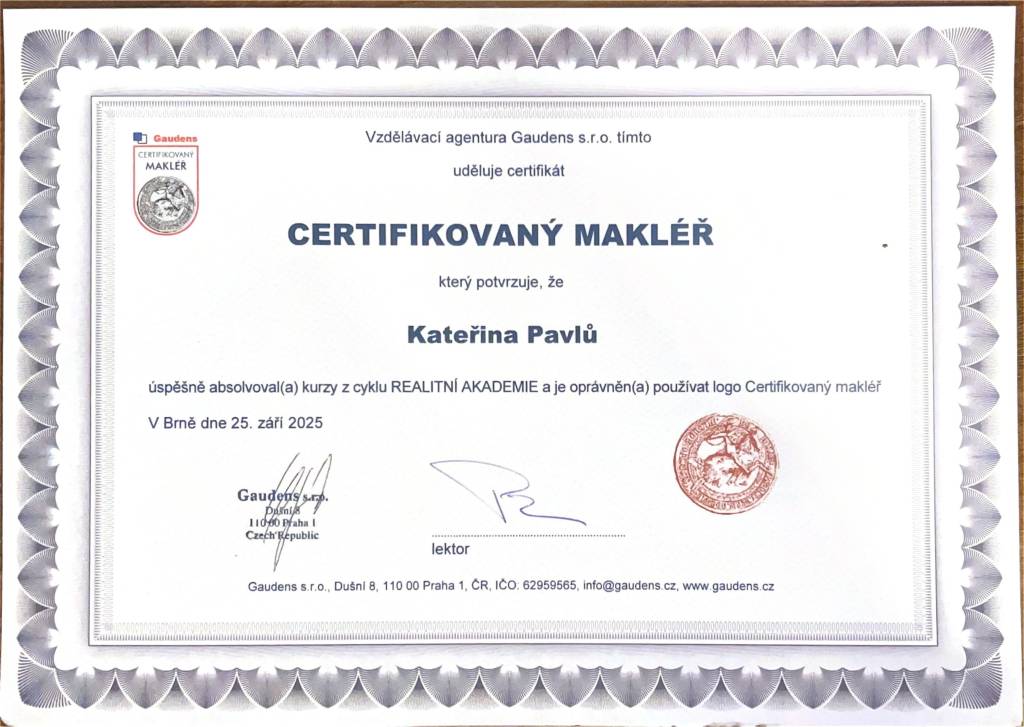 Gaudens
CERTIFIKOVANÝ
MAKLÉŘ
Vzdělávací agentura Gaudens s.r.o. tímto
uděluje certifikát
CERTIFIKOVANÝ MAKLÉŘ
který potvrzuje, že
Kateřina Pavlů
úspěšně absolvoval(a) kurzy z cyklu REALITNÍ AKADEMIE a je oprávněn(a) používat logo Certifikovaný makléř
V Brně dne 25. září 2025
Gaudens s.r.o.
Dušní 8
110 00 Praha 1
Czech Republic
lektor
Gaudens s.r.o., Dušní 8, 110 00 Praha 1, ČR, IČO: 62959565, info@gaudens.cz, www.gaudens.cz